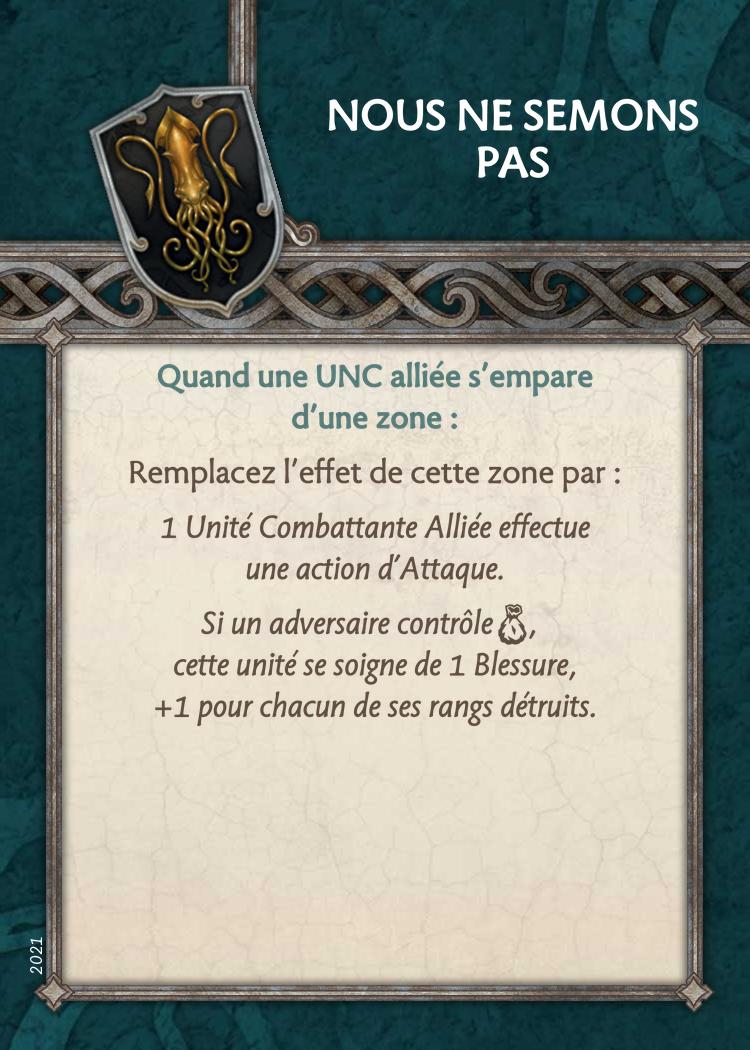 NOUS NE SEMONS
PAS
Quand une UNC alliée s’empare
d’une zone :
Remplacez l’effet de cette zone par :
1 Unité Combattante Alliée effectue
une action d’Attaque.
Si un adversaire contrôle ,
cette unité se soigne de 1 Blessure,
+1 pour chacun de ses rangs détruits.
2021